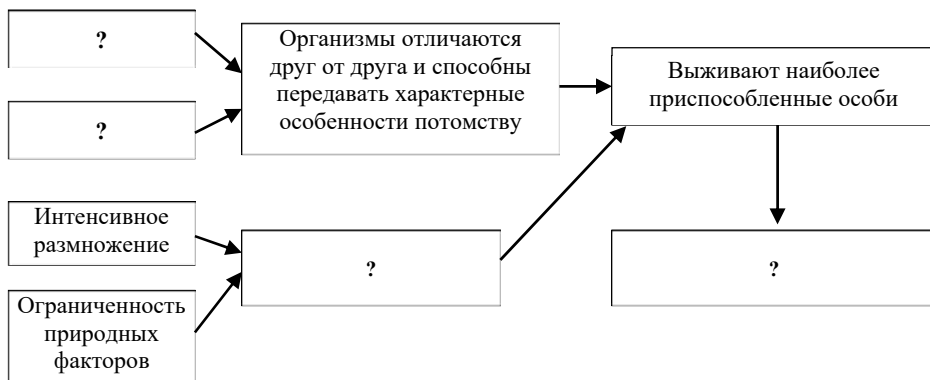 ?
?
Организмы отличаются
друг от друга и способны
передавать характерные
особенности потомству
Выживают наиболее
приспособленные особи
Интенсивное
размножение
Ограниченность
природных
факторов
?
?